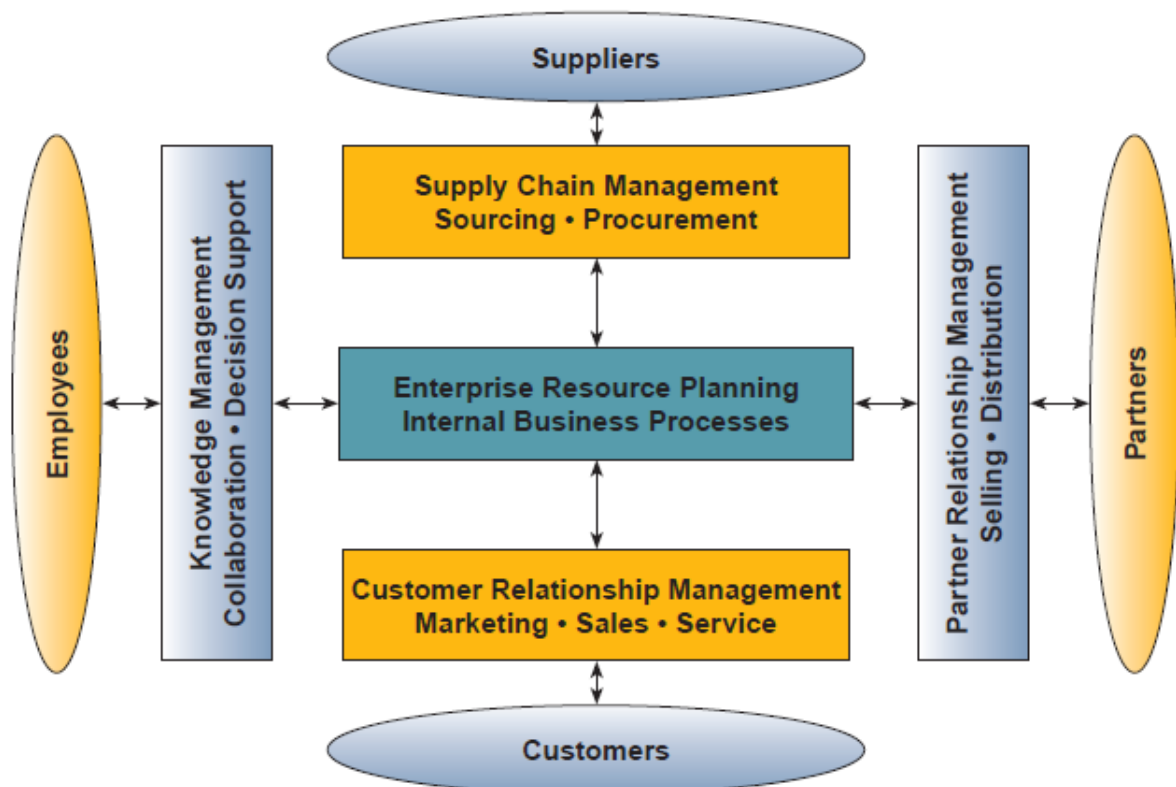 Suppliers
Supply Chain Management
Sourcing • Procurement
Employees
Knowledge Management
Collaboration • Decision Support
Enterprise Resource Planning
Internal Business Processes
Partner Relationship Management
Selling • Distribution
Partners
Customer Relationship Management
Marketing • Sales • Service
Customers